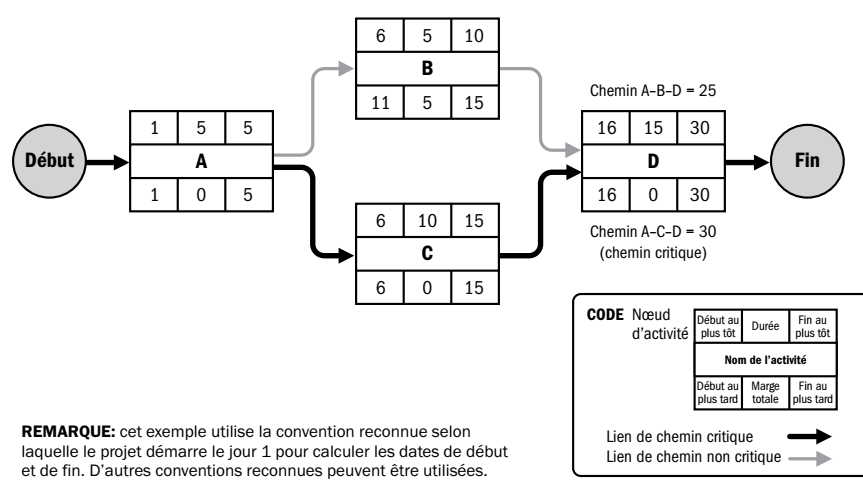 6 5 10
B
11 5 15
Chemin A–B–D = 25
Début
1 5 5
A
1 0 5
16 15 30
D
16 0 30
Fin
6 10 15
C
6 0 15
Chemin A–C–D = 30
(chemin critique)
CODE Nœud
d'activité
Début au
plus tôt
Durée
Fin au
plus tôt
Nom de l'activité
Début au
plus tard
Marge
totale
Fin au
plus tard
Lien de chemin critique
Lien de chemin non critique
REMARQUE: cet exemple utilise la convention reconnue selon
laquelle le projet démarre le jour 1 pour calculer les dates de début
et de fin. D'autres conventions reconnues peuvent être utilisées.